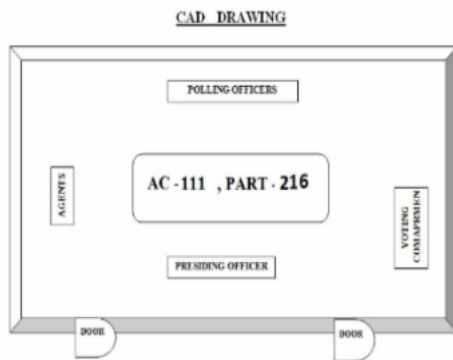 CAD DRAWING
POLLING OFFICERS
AGENTS
AC -111 , PART - 216
VOTING
COMAPRMEN
PRESIDING OFFICER
DOOR
DOOR